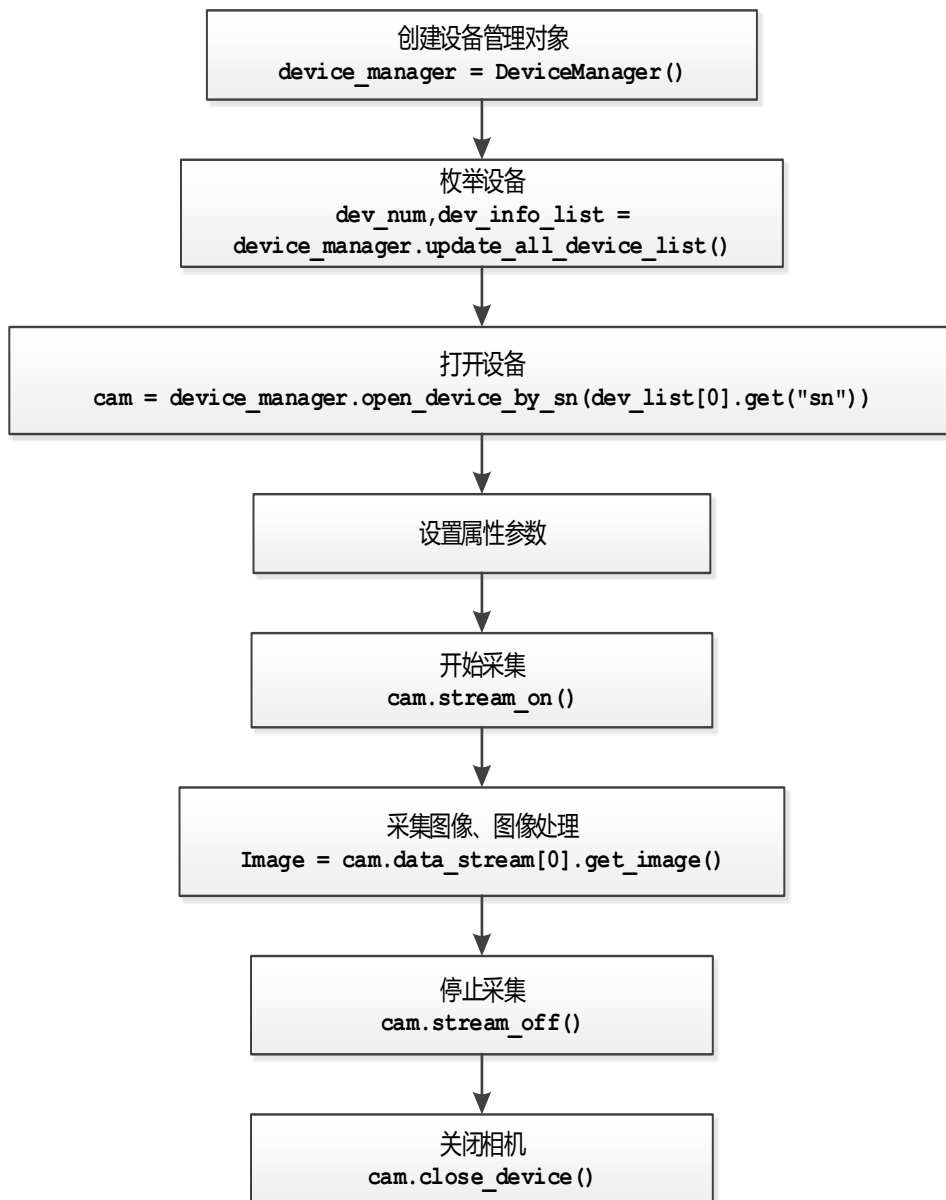 创建设备管理对象
device_manager = DeviceManager()
枚举设备
dev_num,dev_info_list =
device_manager.update_all_device_list()
打开设备
cam = device_manager.open_device_by_sn(dev_list[0].get("sn"))
设置属性参数
开始采集
cam.stream_on()
采集图像、图像处理
Image = cam.data_stream[0].get_image()
停止采集
cam.stream_off()
关闭相机
cam.close_device()